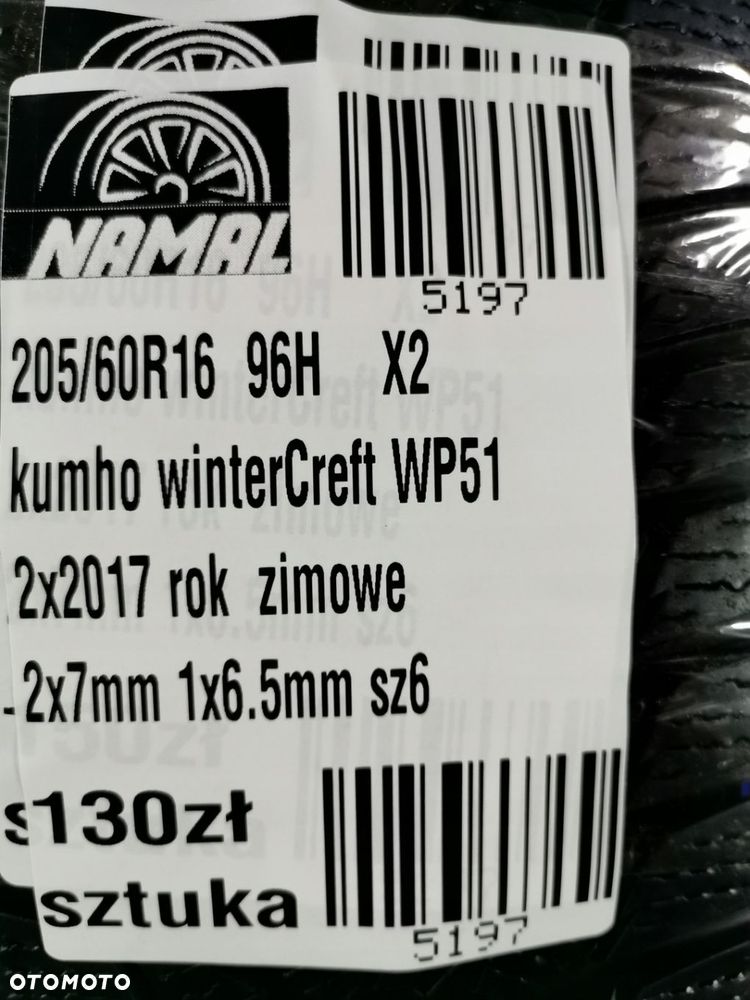 NAMAL
5197
205/60R16 96H X2
kumho winterCreft WP51
2x2017 rok zimowe
2x7mm 1x6.5mm sz6
130zł
sztuka
5197
OTOMOTO